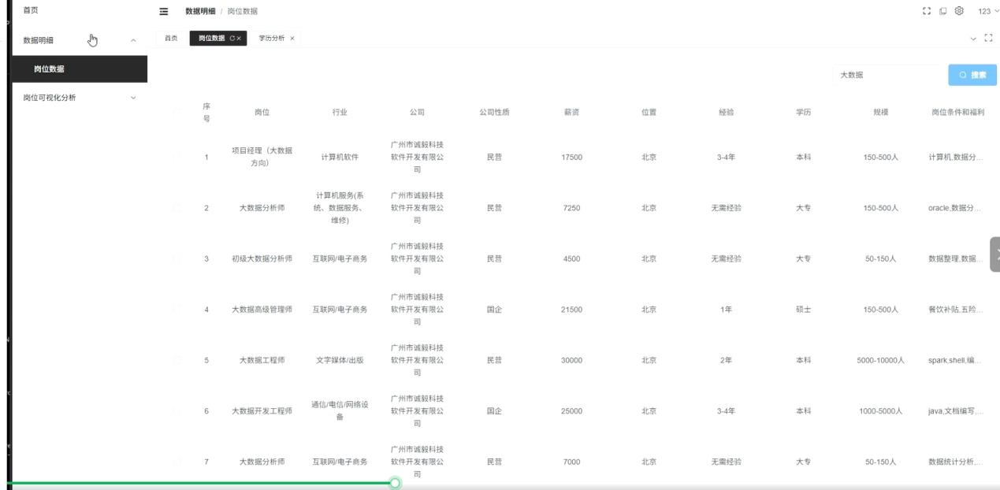 首页
数据明细 / 岗位数据
123
数据明细
首页
岗位数据
学历分析
岗位数据
大数据
搜索
岗位可视化分析
序
号
岗位
行业
公司
公司性质
薪资
位置
经验
学历
规模
岗位条件和福利
1
项目经理（大数据
方向）
计算机软件
广州市诚毅科技
软件开发有限公
司
民营
17500
北京
3-4年
本科
150-500人
计算机,数据分...
2
大数据分析师
计算机服务(系
统、数据服务、
维修)
广州市诚毅科技
软件开发有限公
司
民营
7250
北京
无需经验
大专
150-500人
oracle,数据分...
3
初级大数据分析师
互联网/电子商务
广州市诚毅科技
软件开发有限公
司
民营
4500
北京
无需经验
大专
50-150人
数据整理,数据...
4
大数据高级管理师
互联网/电子商务
广州市诚毅科技
软件开发有限公
司
国企
21500
北京
1年
硕士
150-500人
餐饮补贴,五险...
5
大数据工程师
文字媒体/出版
广州市诚毅科技
软件开发有限公
司
民营
30000
北京
2年
本科
5000-10000人
spark,shell,编...
6
大数据开发工程师
通信/电信/网络设
备
广州市诚毅科技
软件开发有限公
司
国企
25000
北京
3-4年
本科
1000-5000人
java,文档编写,...
7
大数据分析师
互联网/电子商务
广州市诚毅科技
软件开发有限公
司
民营
7000
北京
无需经验
大专
50-150人
数据统计分析,...